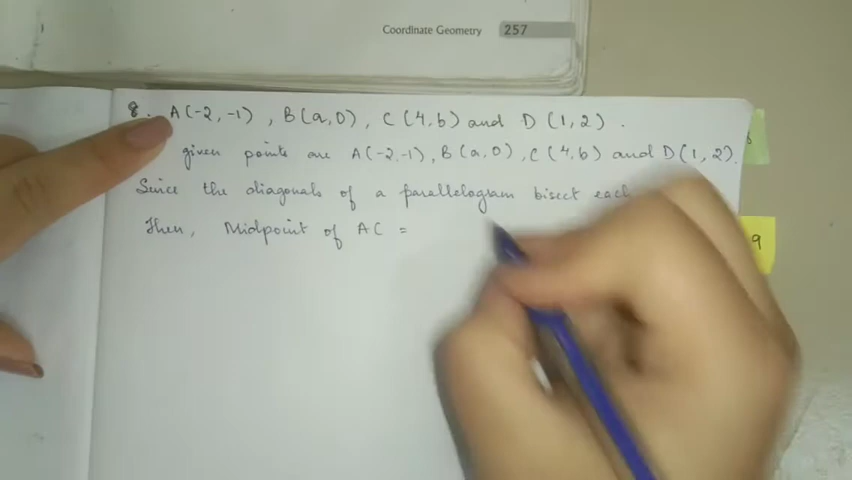 Coordinate Geometry 257
8. A(-2,-1), B(a,0), C(4,b) and D(1,2).
given points are A(-2,-1), B(a,0), C(4,b) and D(1,2).
Since the diagonals of a parallelogram bisect each
Then, Midpoint of AC =
9